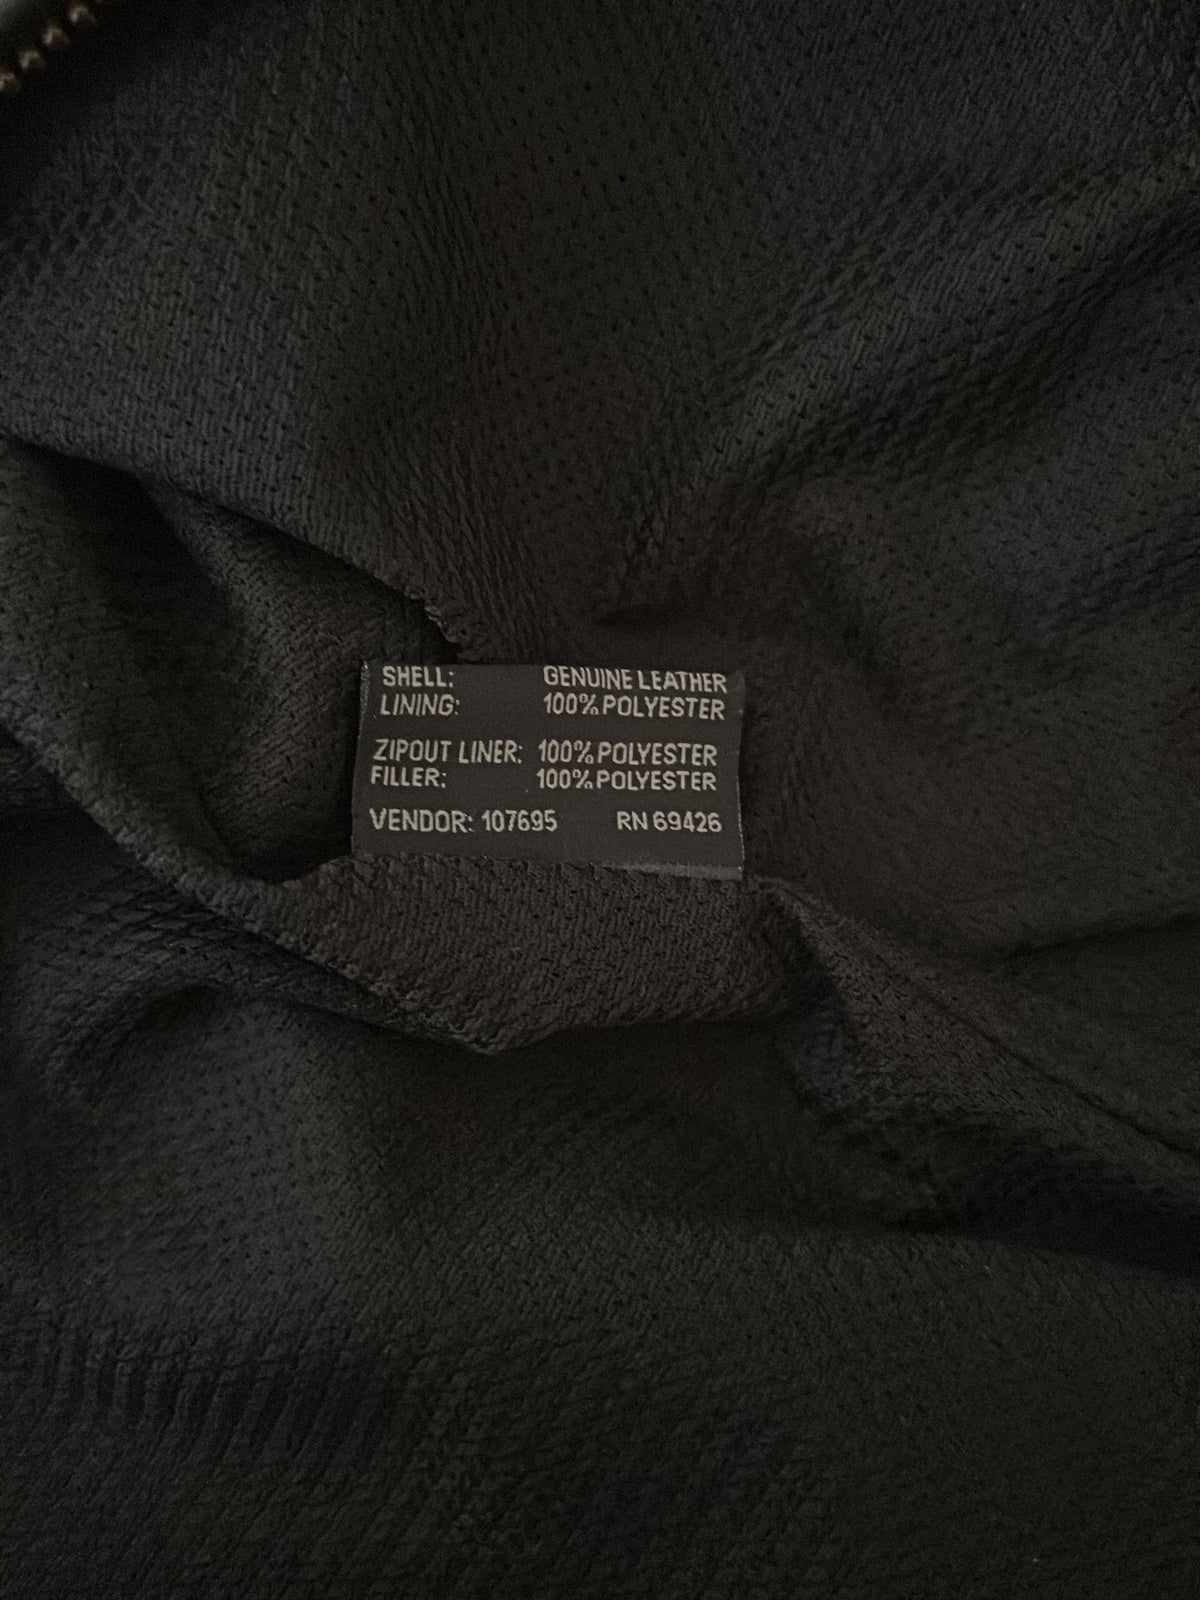 SHELL: GENUINE LEATHER
LINING: 100% POLYESTER
ZIPOUT LINER: 100% POLYESTER
FILLER: 100% POLYESTER
VENDOR: 107695 RN 69426